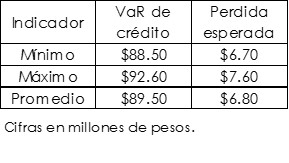 Indicador VaR de crédito Perdida esperada
Mínimo $88.50 $6.70
Máximo $92.60 $7.60
Promedio $89.50 $6.80
Cifras en millones de pesos.